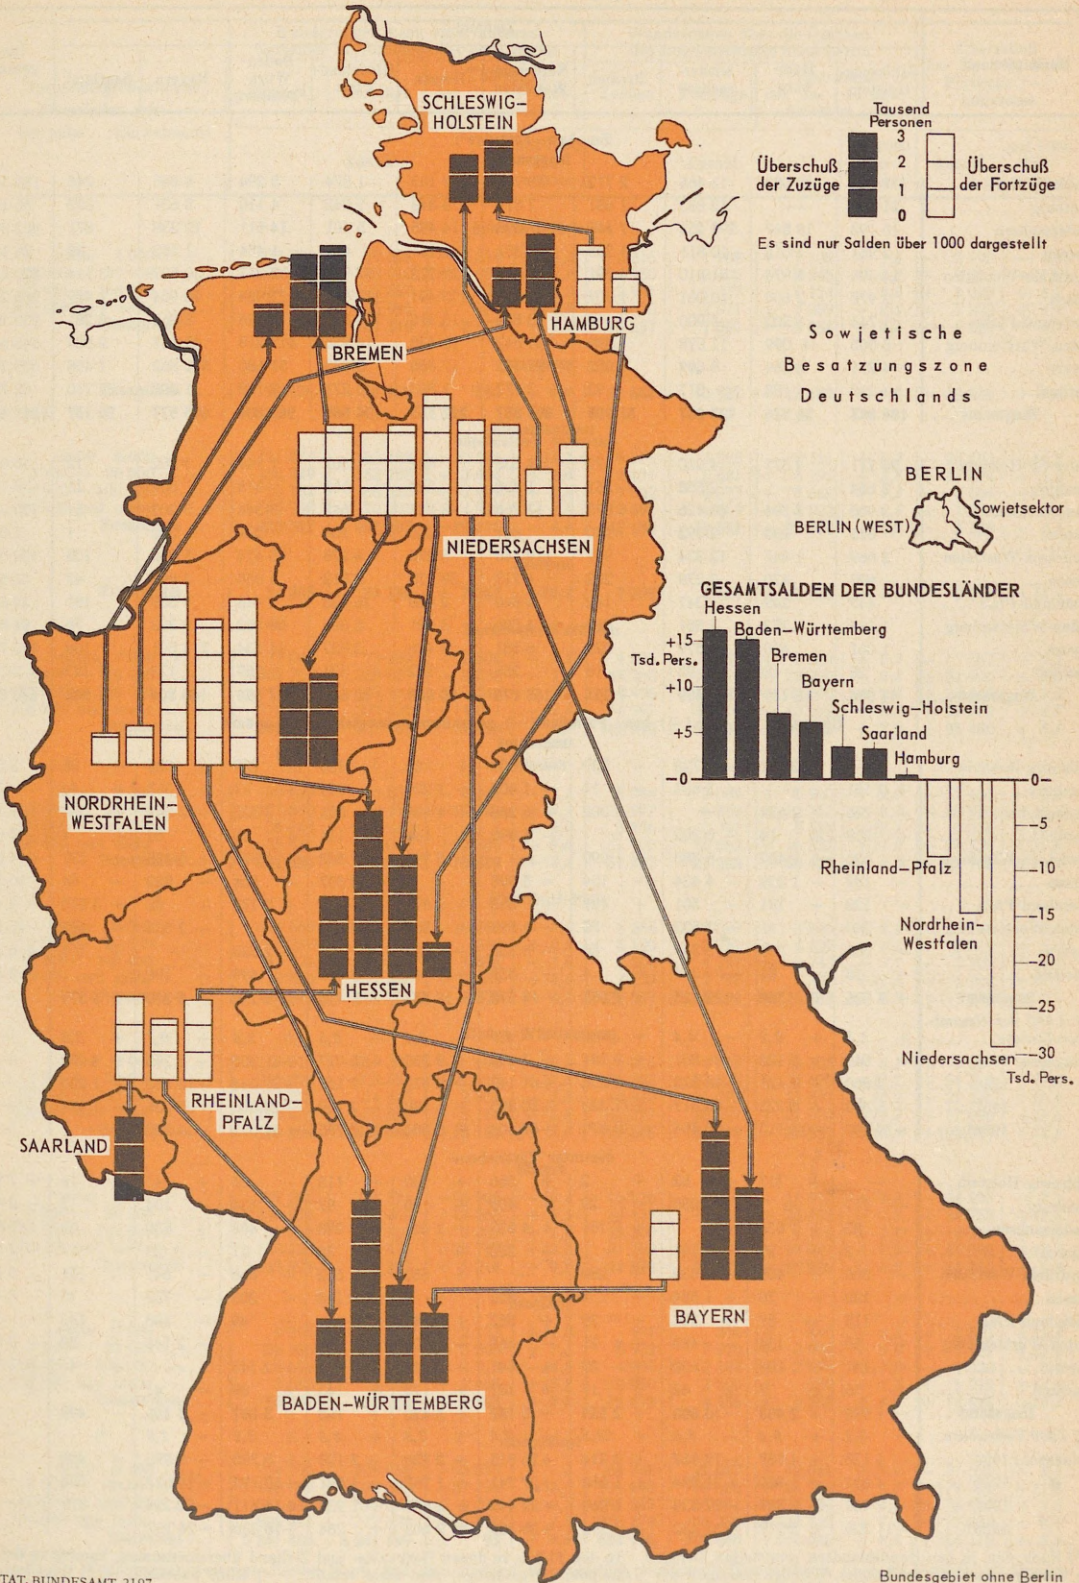 SCHLESWIG-
HOLSTEIN
Tausend
Personen
3
2
1
0
Überschuß
der Zuzüge
Überschuß
der Fortzüge
Es sind nur Salden über 1000 dargestellt
HAMBURG
BREMEN
Sowjetische
Besatzungszone
Deutschlands
BERLIN
Sowjetsektor
BERLIN (WEST)
NIEDERSACHSEN
GESAMTSALDEN DER BUNDESLÄNDER
Hessen
Baden-Württemberg
Bremen
Bayern
Schleswig-Holstein
Saarland
Hamburg
+15
Tsd. Pers.
+10
+5
0
0
-5
-10
-15
-20
-25
-30
Tsd. Pers.
Rheinland-Pfalz
Nordrhein-
Westfalen
Niedersachsen
NORDRHEIN-
WESTFALEN
HESSEN
RHEINLAND-
PFALZ
SAARLAND
BAYERN
BADEN-WÜRTTEMBERG
TAT. BUNDESAMT 3107
Bundesgebiet ohne Berlin